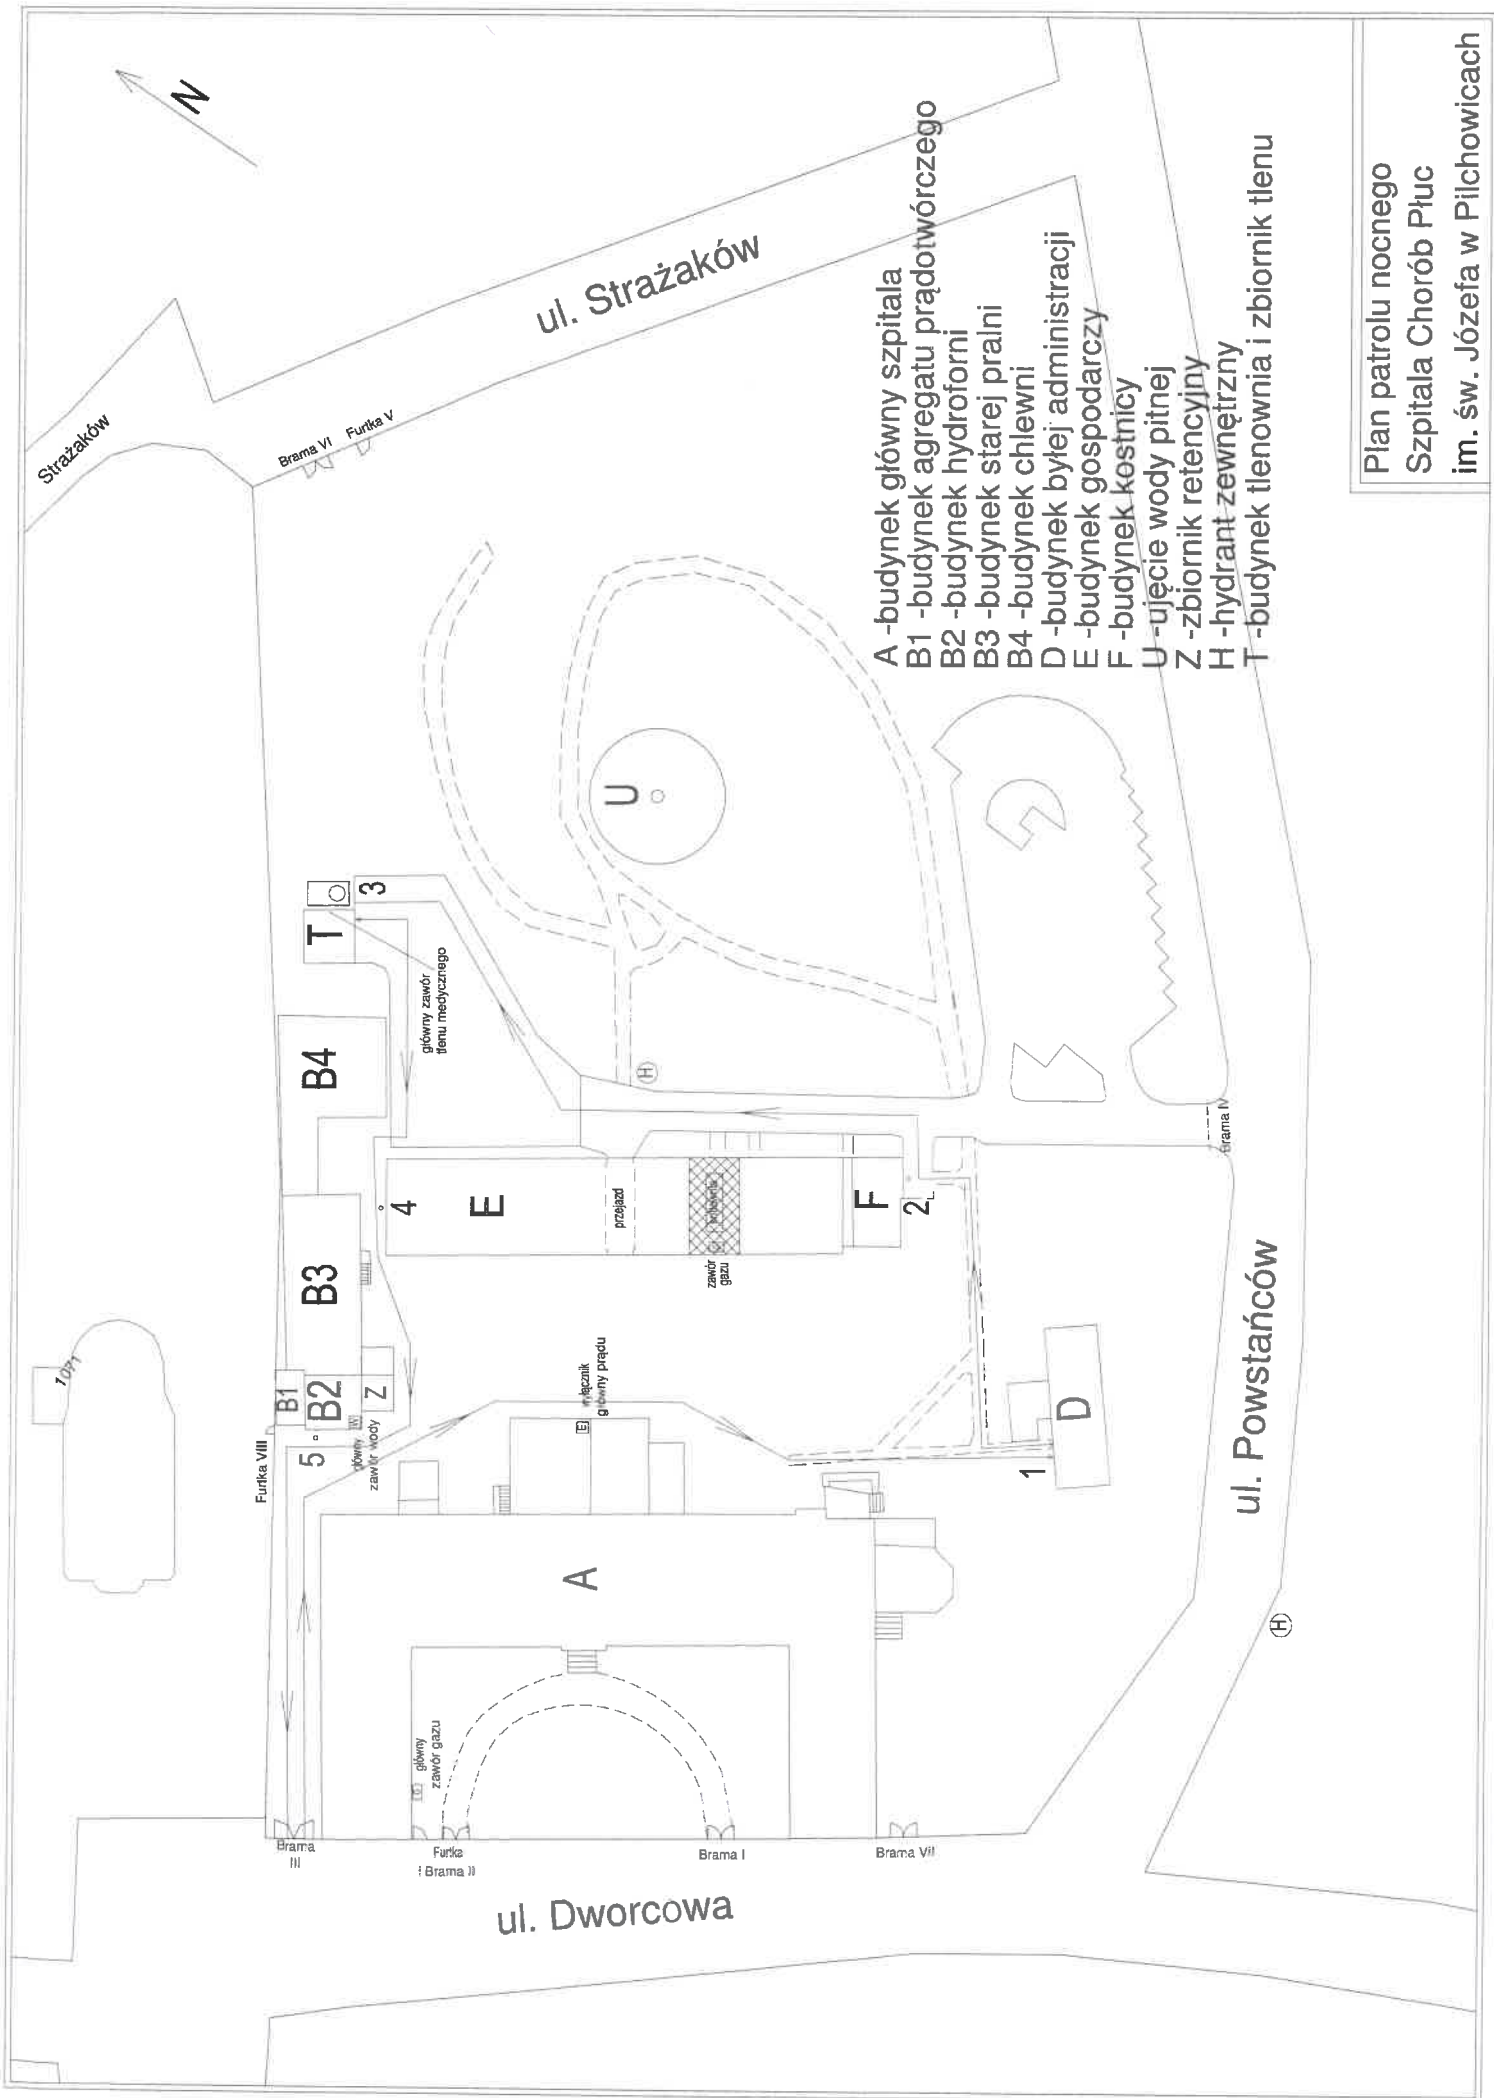 N
Strażaków
ul. Strażaków
Brama VI
Furtka V
1071
Furtka VIII
B1
B2
B3
B4
T
3
główny zawór
tlenu medycznego
5
Z
W
główny
zawór wody
4
E
przejazd
zawór
gazu
G
F
2
H
U
wyłącznik
główny prądu
E
A
główny
zawór gazu
G
1
D
Brama
III
Furtka
i Brama II
Brama I
Brama VII
Brama IV
ul. Dworcowa
ul. Powstańców
H
A -budynek główny szpitala
B1 -budynek agregatu prądotwórczego
B2 -budynek hydroforni
B3 -budynek starej pralni
B4 -budynek chlewni
D -budynek byłej administracji
E -budynek gospodarczy
F -budynek kostnicy
U -ujęcie wody pitnej
Z -zbiornik retencyjny
H -hydrant zewnętrzny
T -budynek tlenownia i zbiornik tlenu
Plan patrolu nocnego
Szpitala Chorób Płuc
im. św. Józefa w Pilchowicach